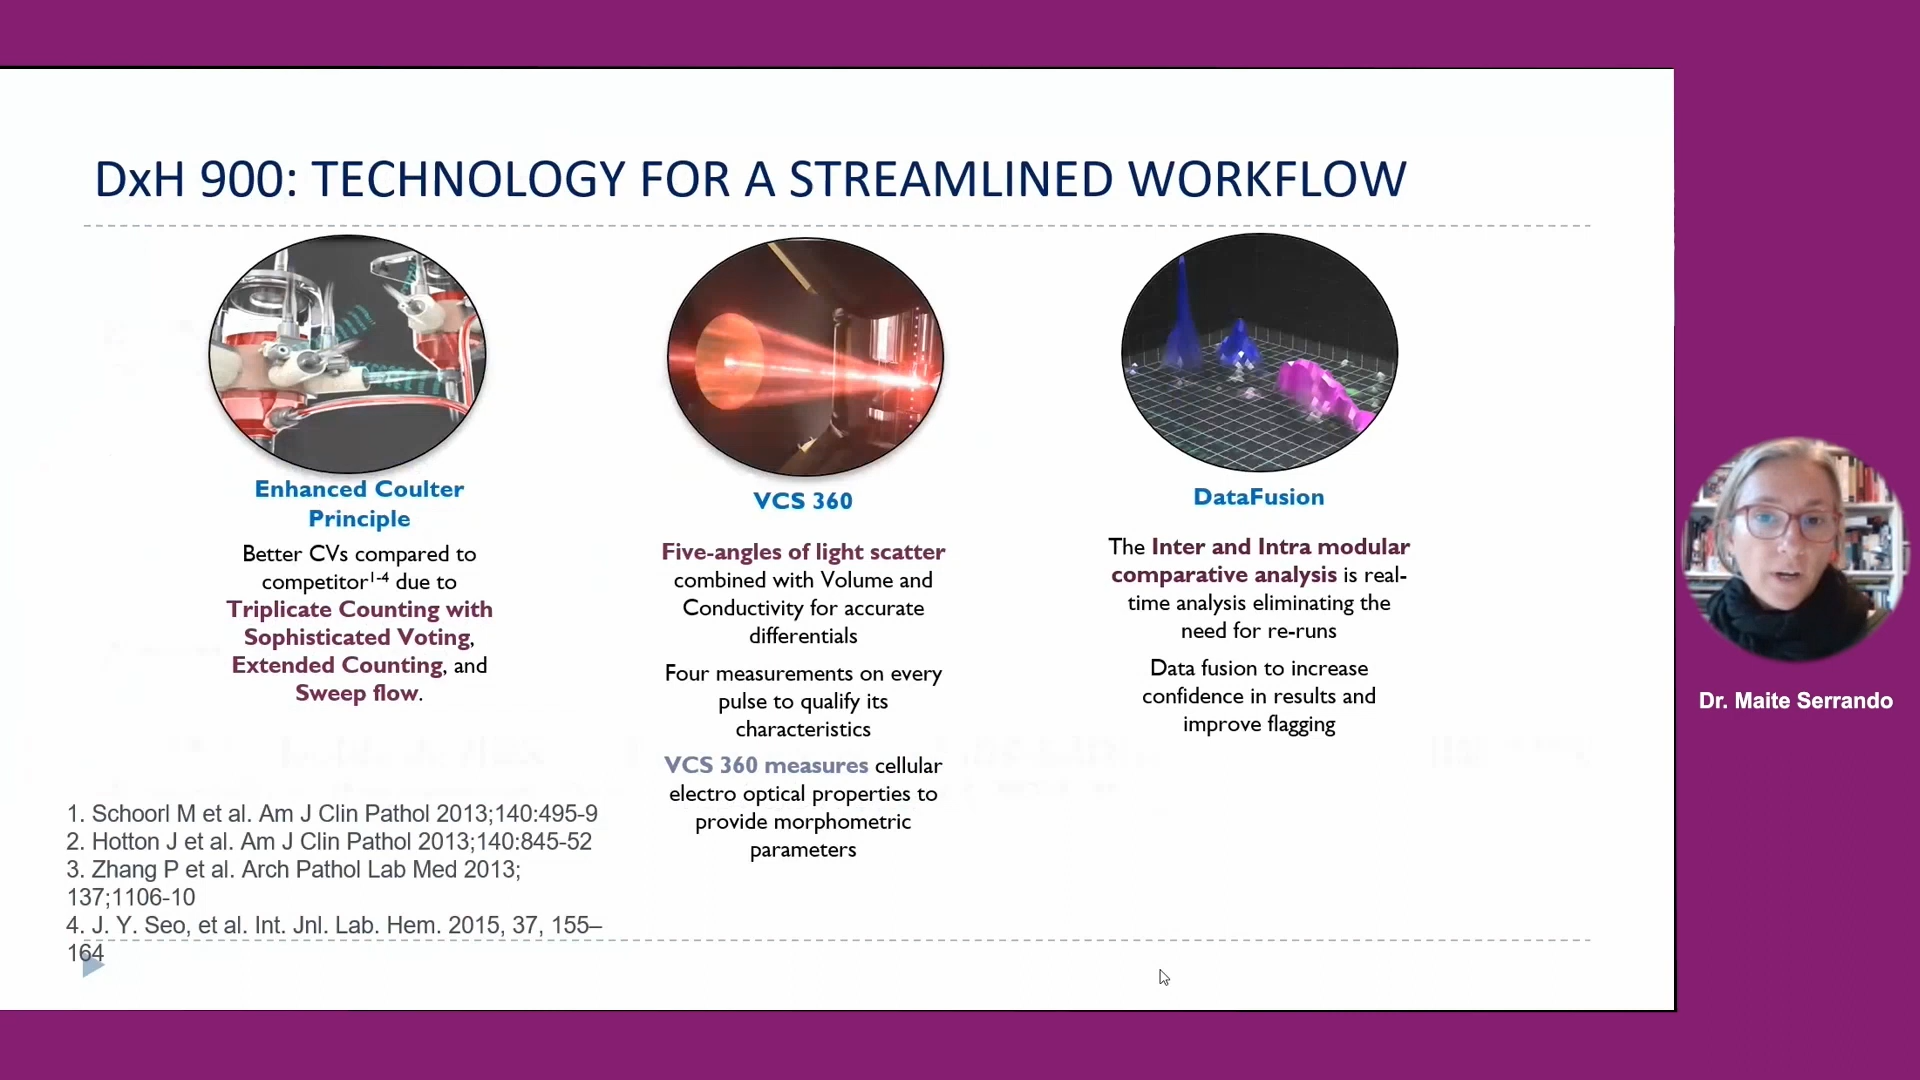 DxH 900: TECHNOLOGY FOR A STREAMLINED WORKFLOW
Enhanced Coulter
Principle
Better CVs compared to
competitor¹⁻⁴ due to
Triplicate Counting with
Sophisticated Voting,
Extended Counting, and
Sweep flow.
VCS 360
Five-angles of light scatter
combined with Volume and
Conductivity for accurate
differentials
Four measurements on every
pulse to qualify its
characteristics
VCS 360 measures cellular
electro optical properties to
provide morphometric
parameters
DataFusion
The Inter and Intra modular
comparative analysis is real-
time analysis eliminating the
need for re-runs
Data fusion to increase
confidence in results and
improve flagging
1. Schoorl M et al. Am J Clin Pathol 2013;140:495-9
2. Hotton J et al. Am J Clin Pathol 2013;140:845-52
3. Zhang P et al. Arch Pathol Lab Med 2013;
137;1106-10
4. J. Y. Seo, et al. Int. Jnl. Lab. Hem. 2015, 37, 155–
164
Dr. Maite Serrando